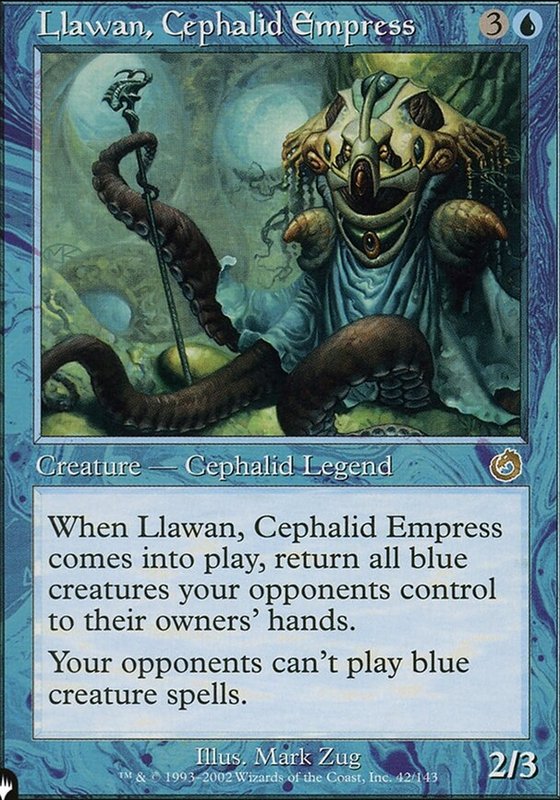 Llawan, Cephalid Empress 3
Creature — Cephalid Legend
When Llawan, Cephalid Empress
comes into play, return all blue
creatures your opponents control
to their owners' hands.
Your opponents can't play blue
creature spells.
Illus. Mark Zug
™ & © 1993-2002 Wizards of the Coast, Inc. 42/143
2/3